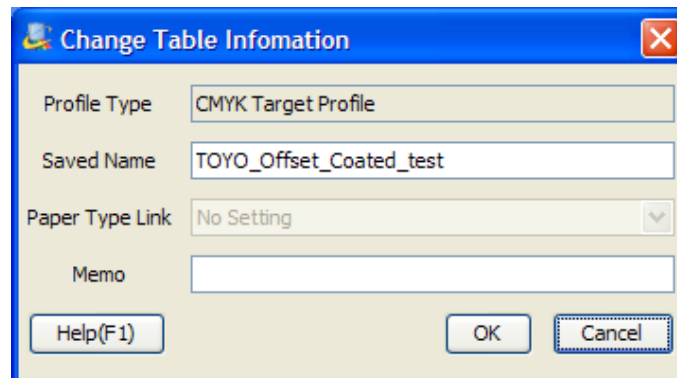 Change Table Infomation
Profile Type CMYK Target Profile
Saved Name TOYO_Offset_Coated_test
Paper Type Link No Setting
Memo
Help(F1) OK Cancel